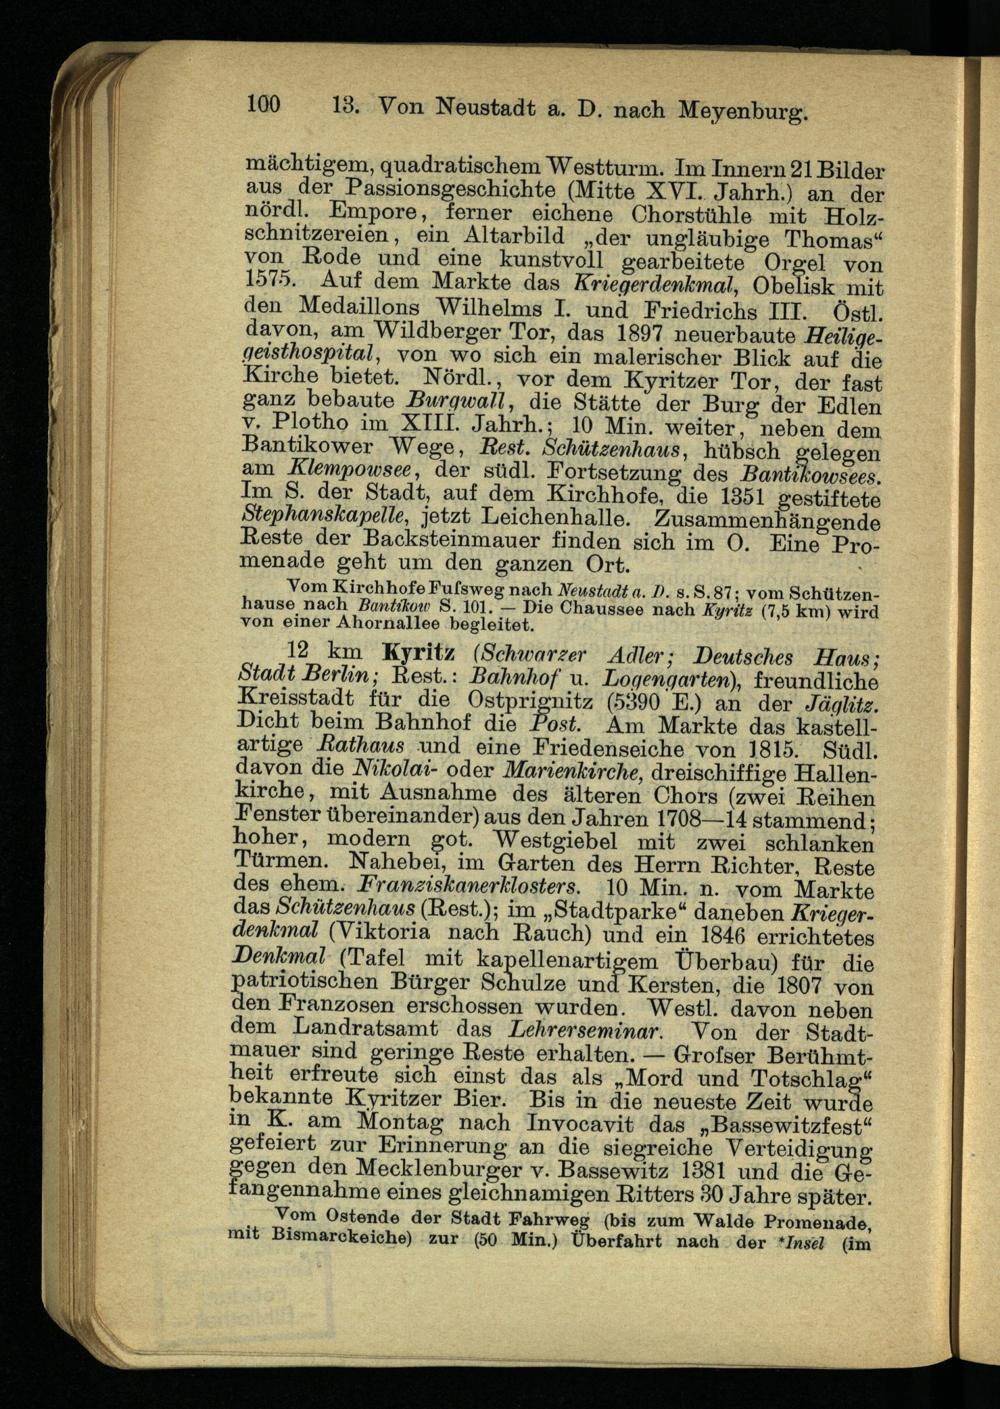 100 13. Von Neustadt a. D. nach Meyenburg.
mächtigem, quadratischem Westturm. Im Innern 21 Bilder
aus der Passionsgeschichte (Mitte XVI. Jahrh.) an der
nördl. Empore, ferner eichene Chorstühle mit Holz-
schnitzereien, ein Altarbild „der ungläubige Thomas“
von Rode und eine kunstvoll gearbeitete Orgel von
1575. Auf dem Markte das Kriegerdenkmal, Obelisk mit
den Medaillons Wilhelms I. und Friedrichs III. Östl.
davon, am Wildberger Tor, das 1897 neuerbaute Heilige-
geisthospital, von wo sich ein malerischer Blick auf die
Kirche bietet. Nördl., vor dem Kyritzer Tor, der fast
ganz bebaute Burgwall, die Stätte der Burg der Edlen
v. Plotho im XIII. Jahrh.; 10 Min. weiter, neben dem
Bantikower Wege, Rest. Schützenhaus, hübsch gelegen
am Klempowsee, der südl. Fortsetzung des Bantikowsees.
Im S. der Stadt, auf dem Kirchhofe, die 1351 gestiftete
Stephanskapelle, jetzt Leichenhalle. Zusammenhängende
Reste der Backsteinmauer finden sich im O. Eine Pro-
menade geht um den ganzen Ort.
Vom Kirchhofe Fufsweg nach Neustadt a. D. s. S. 87; vom Schützen-
hause nach Bantikow S. 101. — Die Chaussee nach Kyritz (7,5 km) wird
von einer Ahornallee begleitet.
12 km Kyritz (Schwarzer Adler; Deutsches Haus;
Stadt Berlin; Rest.: Bahnhof u. Logengarten), freundliche
Kreisstadt für die Ostprignitz (5390 E.) an der Jäglitz.
Dicht beim Bahnhof die Post. Am Markte das kastell-
artige Rathaus und eine Friedenseiche von 1815. Südl.
davon die Nikolai- oder Marienkirche, dreischiffige Hallen-
kirche, mit Ausnahme des älteren Chors (zwei Reihen
Fenster übereinander) aus den Jahren 1708—14 stammend;
hoher, modern got. Westgiebel mit zwei schlanken
Türmen. Nahebei, im Garten des Herrn Richter, Reste
des ehem. Franziskanerklosters. 10 Min. n. vom Markte
das Schützenhaus (Rest.); im „Stadtparke“ daneben Krieger-
denkmal (Viktoria nach Rauch) und ein 1846 errichtetes
Denkmal (Tafel mit kapellenartigem Überbau) für die
patriotischen Bürger Schulze und Kersten, die 1807 von
den Franzosen erschossen wurden. Westl. davon neben
dem Landratsamt das Lehrerseminar. Von der Stadt-
mauer sind geringe Reste erhalten. — Grofser Berühmt-
heit erfreute sich einst das als „Mord und Totschlag“
bekannte Kyritzer Bier. Bis in die neueste Zeit wurde
in K. am Montag nach Invocavit das „Bassewitzfest“
gefeiert zur Erinnerung an die siegreiche Verteidigung
gegen den Mecklenburger v. Bassewitz 1381 und die Ge-
fangennahme eines gleichnamigen Ritters 30 Jahre später.
Vom Ostende der Stadt Fahrweg (bis zum Walde Promenade,
mit Bismarckeiche) zur (50 Min.) Überfahrt nach der *Insel (im